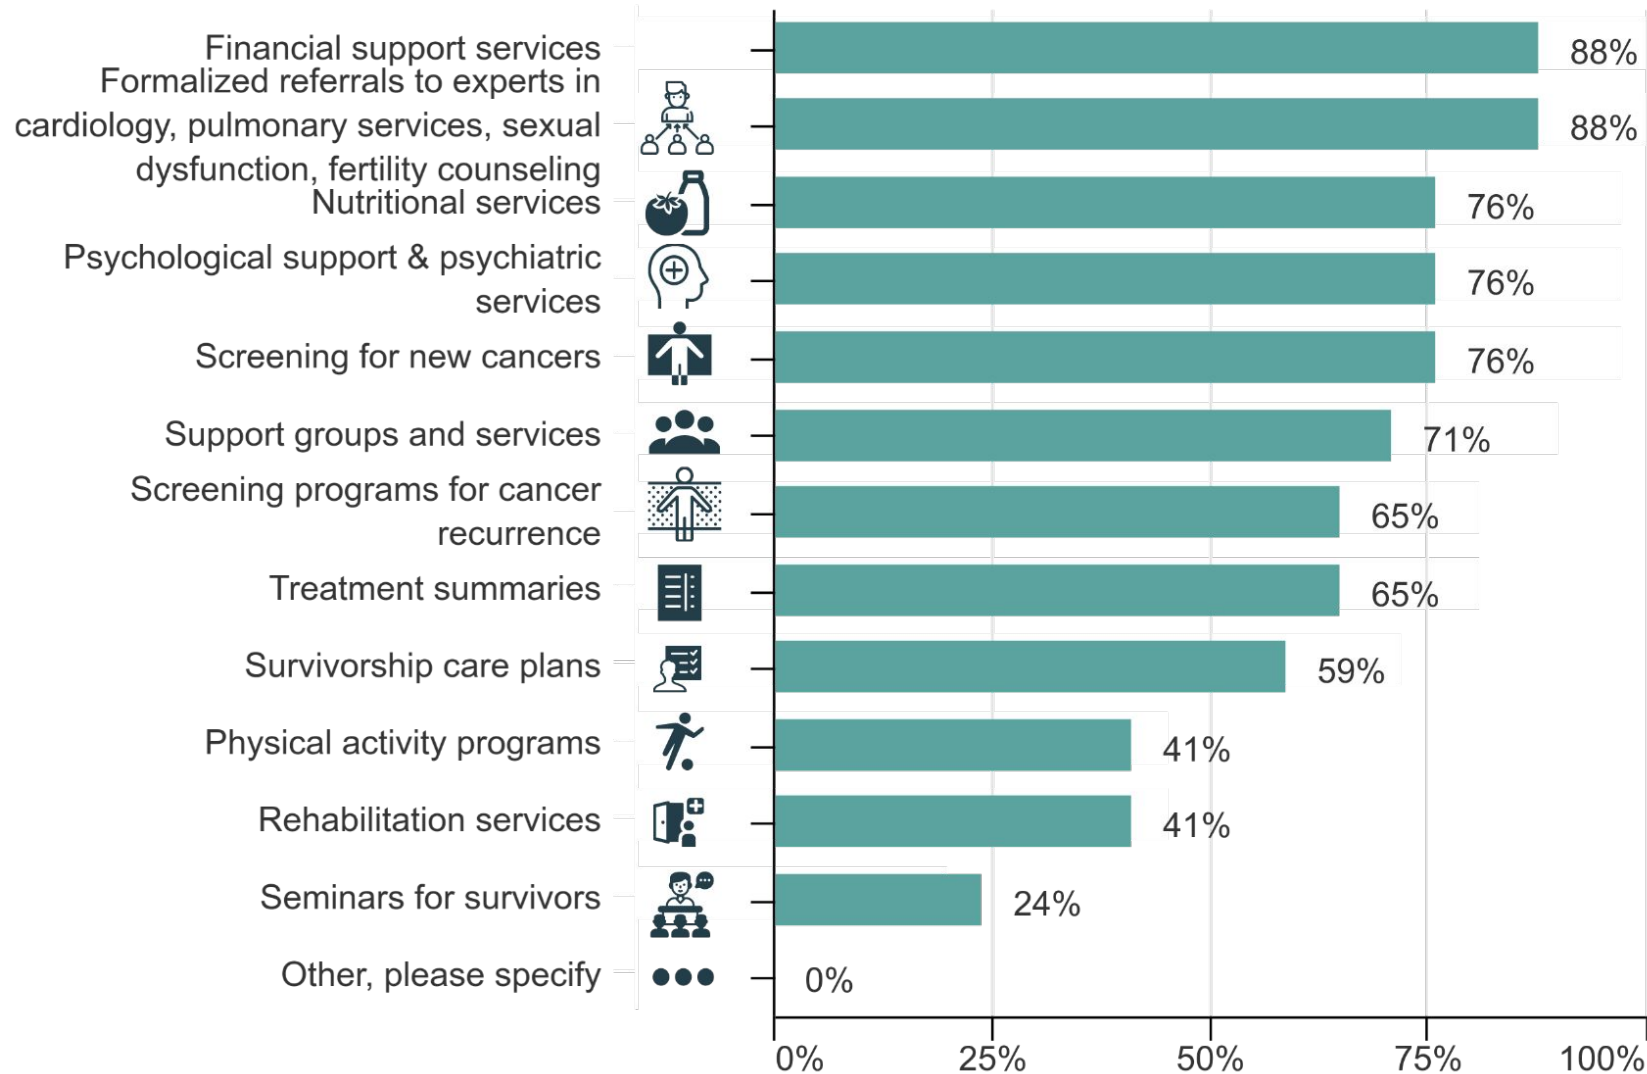 Financial support services
88%
Formalized referrals to experts in
cardiology, pulmonary services, sexual
dysfunction, fertility counseling
88%
Nutritional services
76%
Psychological support & psychiatric
services
76%
Screening for new cancers
76%
Support groups and services
71%
Screening programs for cancer
recurrence
65%
Treatment summaries
65%
Survivorship care plans
59%
Physical activity programs
41%
Rehabilitation services
41%
Seminars for survivors
24%
Other, please specify
0%
0% 25% 50% 75% 100%